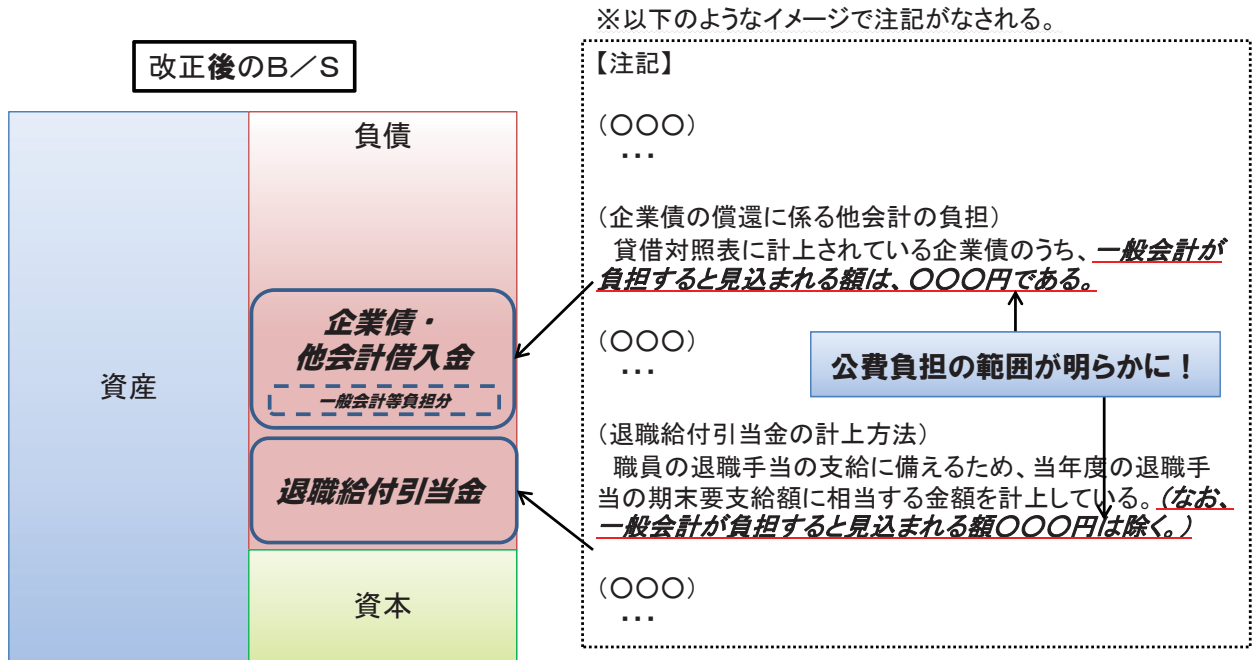 ※以下のようなイメージで注記がなされる。
改正後のB／S
資産
負債
企業債・
他会計借入金
一般会計等負担分
退職給付引当金
資本
【注記】
（○○○）
・・・
（企業債の償還に係る他会計の負担）
貸借対照表に計上されている企業債のうち、一般会計が
負担すると見込まれる額は、○○○円である。
（○○○）
・・・
公費負担の範囲が明らかに！
（退職給付引当金の計上方法）
職員の退職手当の支給に備えるため、当年度の退職手
当の期末要支給額に相当する金額を計上している。（なお、
一般会計が負担すると見込まれる額○○○円は除く。）
（○○○）
・・・